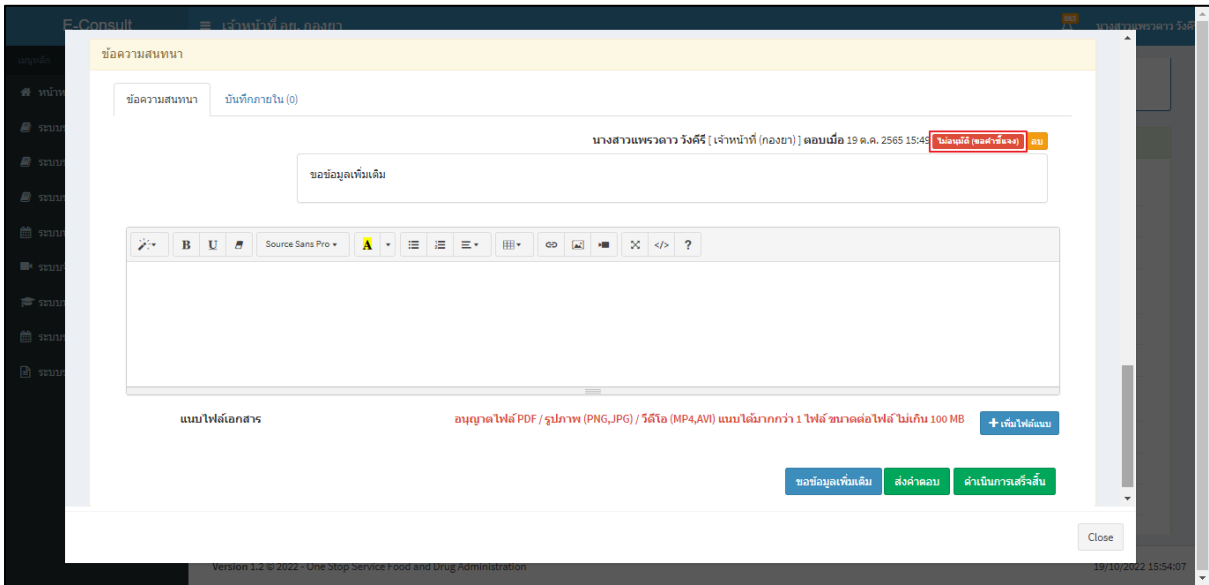 E-Consult
เจ้าหน้าที่ อย. กองยา
นางสาวแพรวดาว วังคีรี
เมนูหลัก
ข้อความสนทนา
ข้อความสนทนา
บันทึกภายใน (0)
นางสาวแพรวดาว วังคีรี [ เจ้าหน้าที่ (กองยา) ] ตอบเมื่อ 19 ต.ค. 2565 15:49 ไม่อนุมัติ (ขอคำชี้แจง) ลบ
ขอข้อมูลเพิ่มเติม
B U Source Sans Pro A </> ?
แนบไฟล์เอกสาร
อนุญาตไฟล์ PDF / รูปภาพ (PNG,JPG) / วีดีโอ (MP4,AVI) แนบได้มากกว่า 1 ไฟล์ ขนาดต่อไฟล์ ไม่เกิน 100 MB
+ เพิ่มไฟล์แนบ
ขอข้อมูลเพิ่มเติม
ส่งคำตอบ
ดำเนินการเสร็จสิ้น
Close
Version 1.2 © 2022 - One Stop Service Food and Drug Administration
19/10/2022 15:54:07